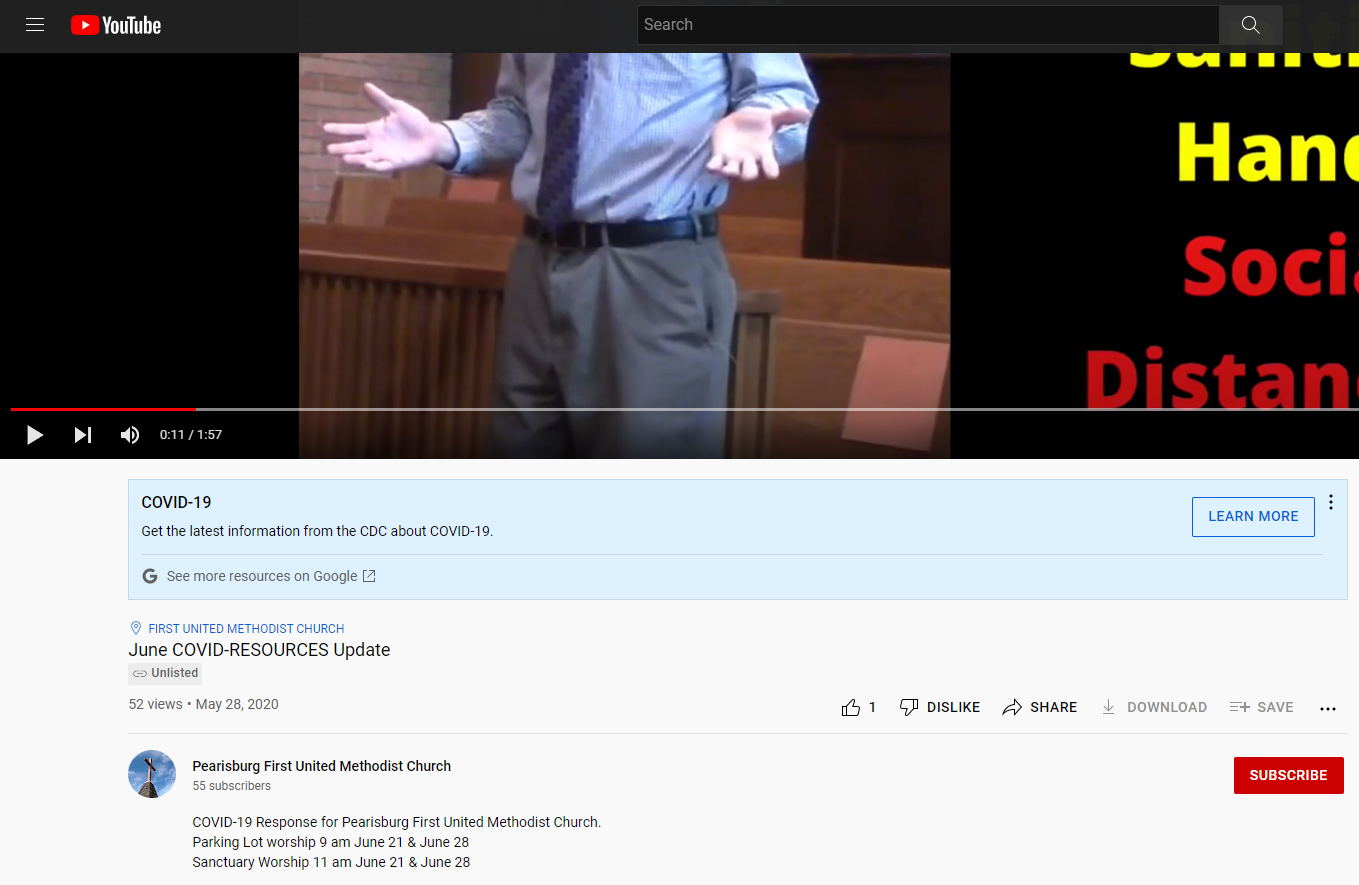 YouTube
Search
Hand
Socia
Distan
0:11 / 1:57
COVID-19
Get the latest information from the CDC about COVID-19.
LEARN MORE
See more resources on Google
FIRST UNITED METHODIST CHURCH
June COVID-RESOURCES Update
Unlisted
52 views • May 28, 2020
1 DISLIKE SHARE DOWNLOAD SAVE
Pearisburg First United Methodist Church
55 subscribers
SUBSCRIBE
COVID-19 Response for Pearisburg First United Methodist Church.
Parking Lot worship 9 am June 21 & June 28
Sanctuary Worship 11 am June 21 & June 28